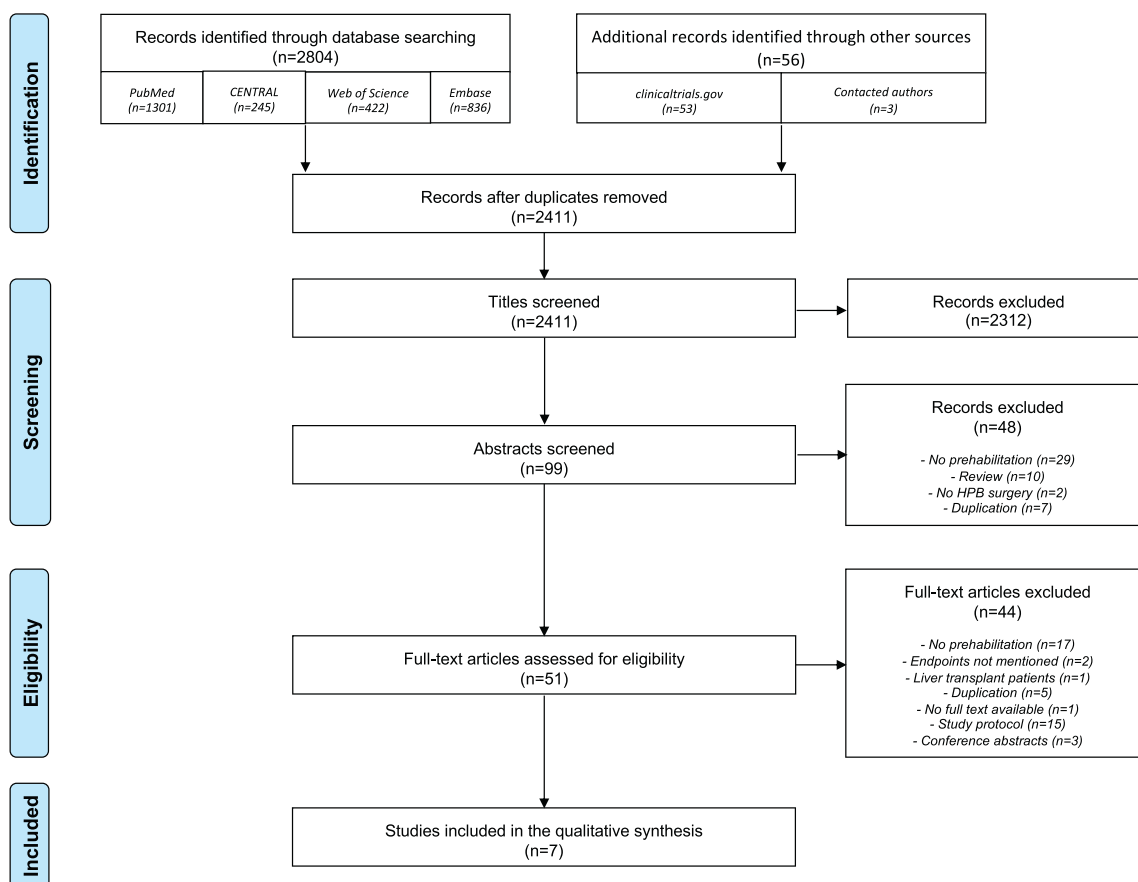 Identification
Records identified through database searching
(n=2804)
PubMed
(n=1301)
CENTRAL
(n=245)
Web of Science
(n=422)
Embase
(n=836)
Additional records identified through other sources
(n=56)
clinicaltrials.gov
(n=53)
Contacted authors
(n=3)
Records after duplicates removed
(n=2411)
Screening
Titles screened
(n=2411)
Records excluded
(n=2312)
Abstracts screened
(n=99)
Records excluded
(n=48)
- No prehabilitation (n=29)
- Review (n=10)
- No HPB surgery (n=2)
- Duplication (n=7)
Eligibility
Full-text articles assessed for eligibility
(n=51)
Full-text articles excluded
(n=44)
- No prehabilitation (n=17)
- Endpoints not mentioned (n=2)
- Liver transplant patients (n=1)
- Duplication (n=5)
- No full text available (n=1)
- Study protocol (n=15)
- Conference abstracts (n=3)
Included
Studies included in the qualitative synthesis
(n=7)